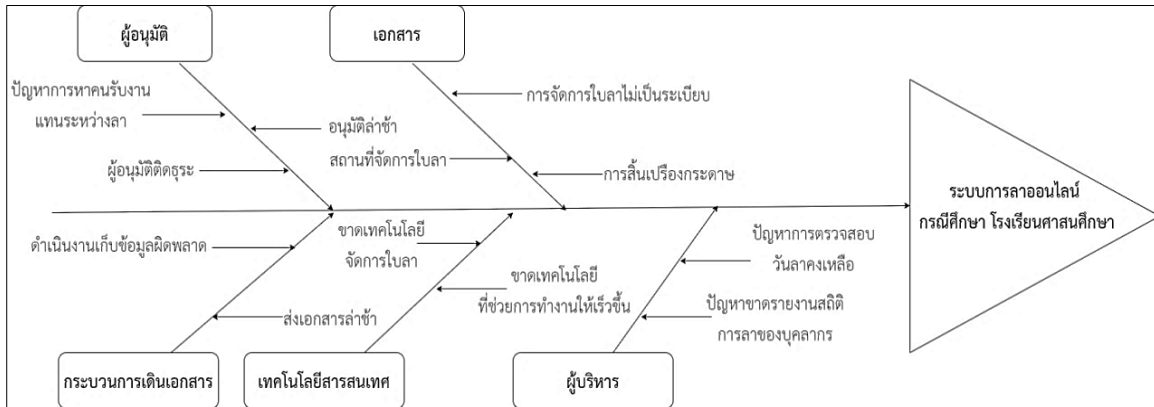 ผู้อนุมัติ
เอกสาร
ปัญหาการหาคนรับงาน
แทนระหว่างลา
อนุมัติล่าช้า
ผู้อนุมัติติดธุระ
การจัดการใบลาไม่เป็นระเบียบ
สถานที่จัดการใบลา
การสิ้นเปรืองกระดาษ
ระบบการลาออนไลน์
กรณีศึกษา โรงเรียนศาสนศึกษา
ดำเนินงานเก็บข้อมูลผิดพลาด
ส่งเอกสารล่าช้า
ขาดเทคโนโลยี
จัดการใบลา
ขาดเทคโนโลยี
ที่ช่วยการทำงานให้เร็วขึ้น
ปัญหาการตรวจสอบ
วันลาคงเหลือ
ปัญหาขาดรายงานสถิติ
การลาของบุคลากร
กระบวนการเดินเอกสาร
เทคโนโลยีสารสนเทศ
ผู้บริหาร